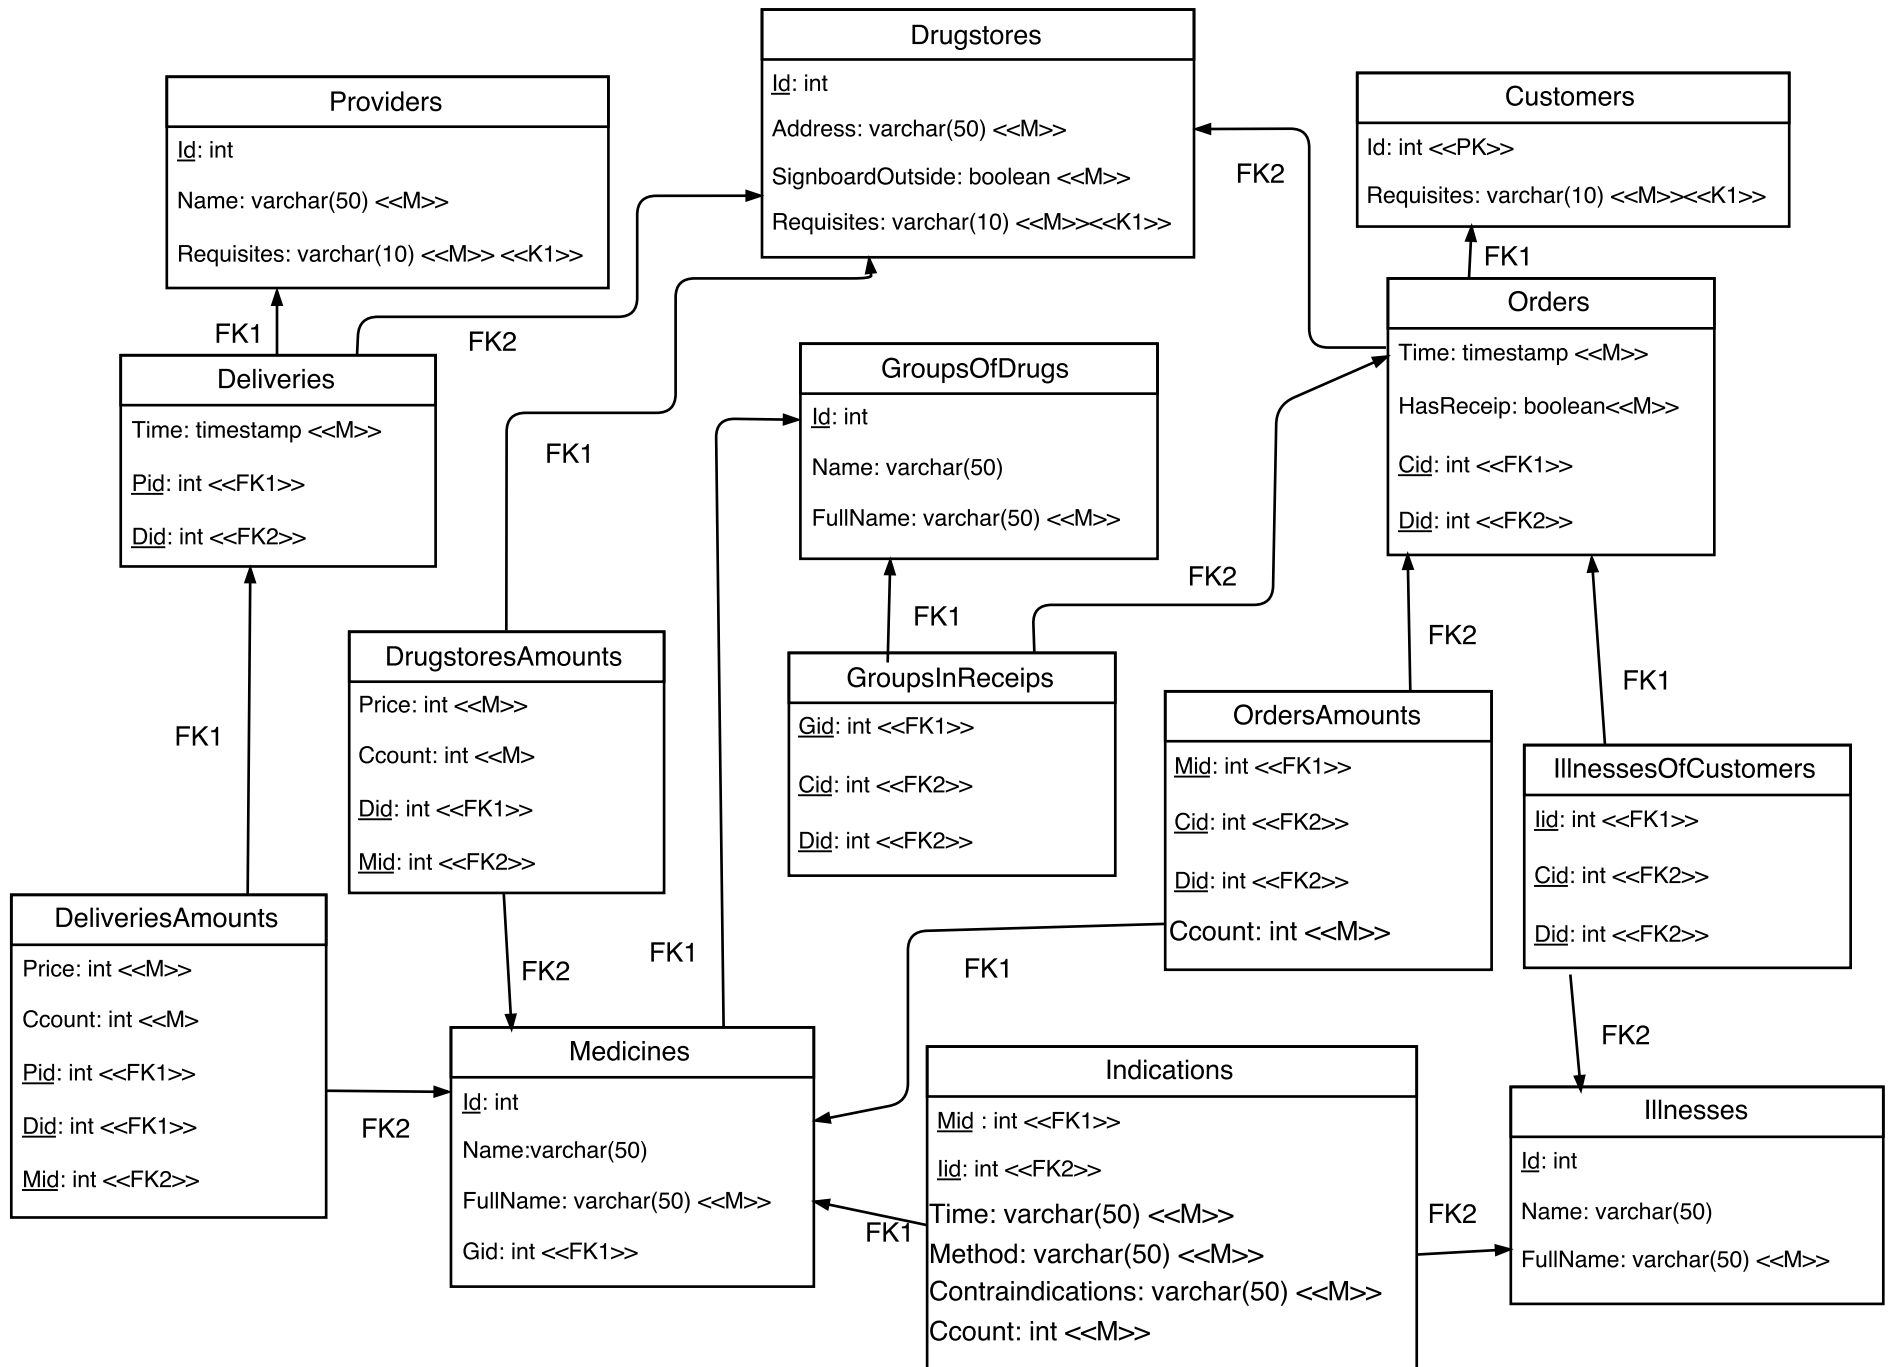 Drugstores
Id: int
Address: varchar(50) <<M>>
SignboardOutside: boolean <<M>>
Requisites: varchar(10) <<M>><<K1>>
Providers
Id: int
Name: varchar(50) <<M>>
Requisites: varchar(10) <<M>> <<K1>>
Customers
Id: int <<PK>>
Requisites: varchar(10) <<M>><<K1>>
FK2
FK1
FK1
FK2
Orders
Time: timestamp <<M>>
HasReceip: boolean<<M>>
Cid: int <<FK1>>
Did: int <<FK2>>
Deliveries
Time: timestamp <<M>>
Pid: int <<FK1>>
Did: int <<FK2>>
GroupsOfDrugs
Id: int
Name: varchar(50)
FullName: varchar(50) <<M>>
FK1
FK2
FK1
FK2
FK1
FK1
DrugstoresAmounts
Price: int <<M>>
Ccount: int <<M>
Did: int <<FK1>>
Mid: int <<FK2>>
GroupsInReceips
Gid: int <<FK1>>
Cid: int <<FK2>>
Did: int <<FK2>>
OrdersAmounts
Mid: int <<FK1>>
Cid: int <<FK2>>
Did: int <<FK2>>
Ccount: int <<M>>
IllnessesOfCustomers
Iid: int <<FK1>>
Cid: int <<FK2>>
Did: int <<FK2>>
DeliveriesAmounts
Price: int <<M>>
Ccount: int <<M>
Pid: int <<FK1>>
Did: int <<FK1>>
Mid: int <<FK2>>
FK2
FK1
FK1
FK2
FK2
Medicines
Id: int
Name:varchar(50)
FullName: varchar(50) <<M>>
Gid: int <<FK1>>
FK1
Indications
Mid : int <<FK1>>
Iid: int <<FK2>>
Time: varchar(50) <<M>>
Method: varchar(50) <<M>>
Contraindications: varchar(50) <<M>>
Ccount: int <<M>>
FK2
Illnesses
Id: int
Name: varchar(50)
FullName: varchar(50) <<M>>